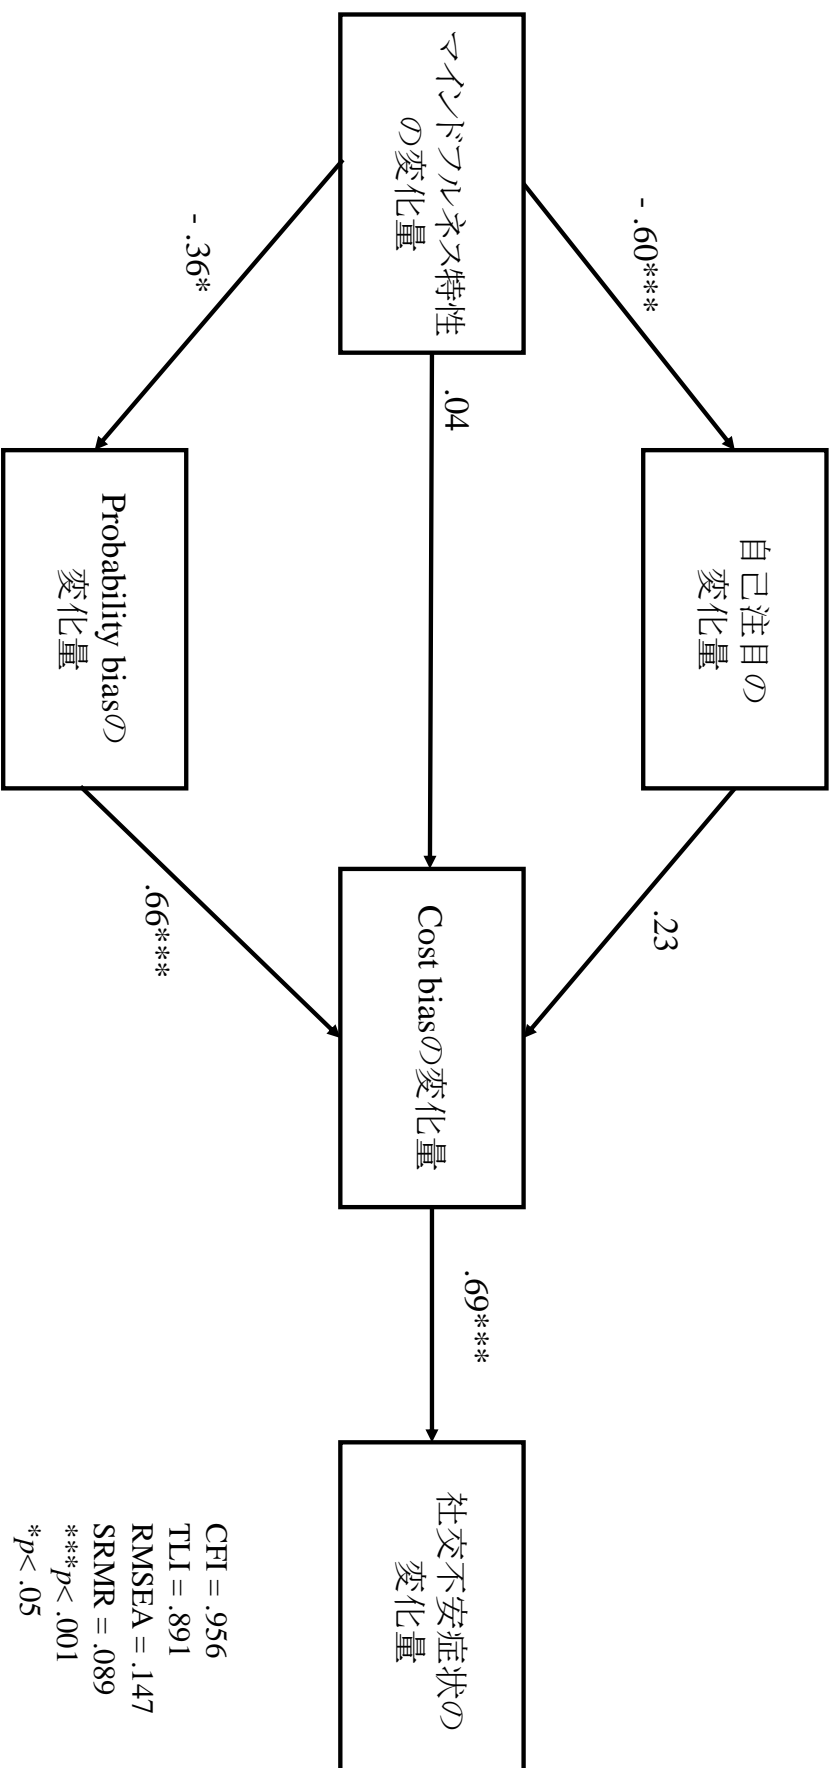 自己注目の
変化量
- .60***
.23
マインドフルネス特性
の変化量
.04
Cost biasの変化量
.69***
社交不安症状の
変化量
- .36*
.66***
Probability biasの
変化量
CFI = .956
TLI = .891
RMSEA = .147
SRMR = .089
***p< .001
*p< .05